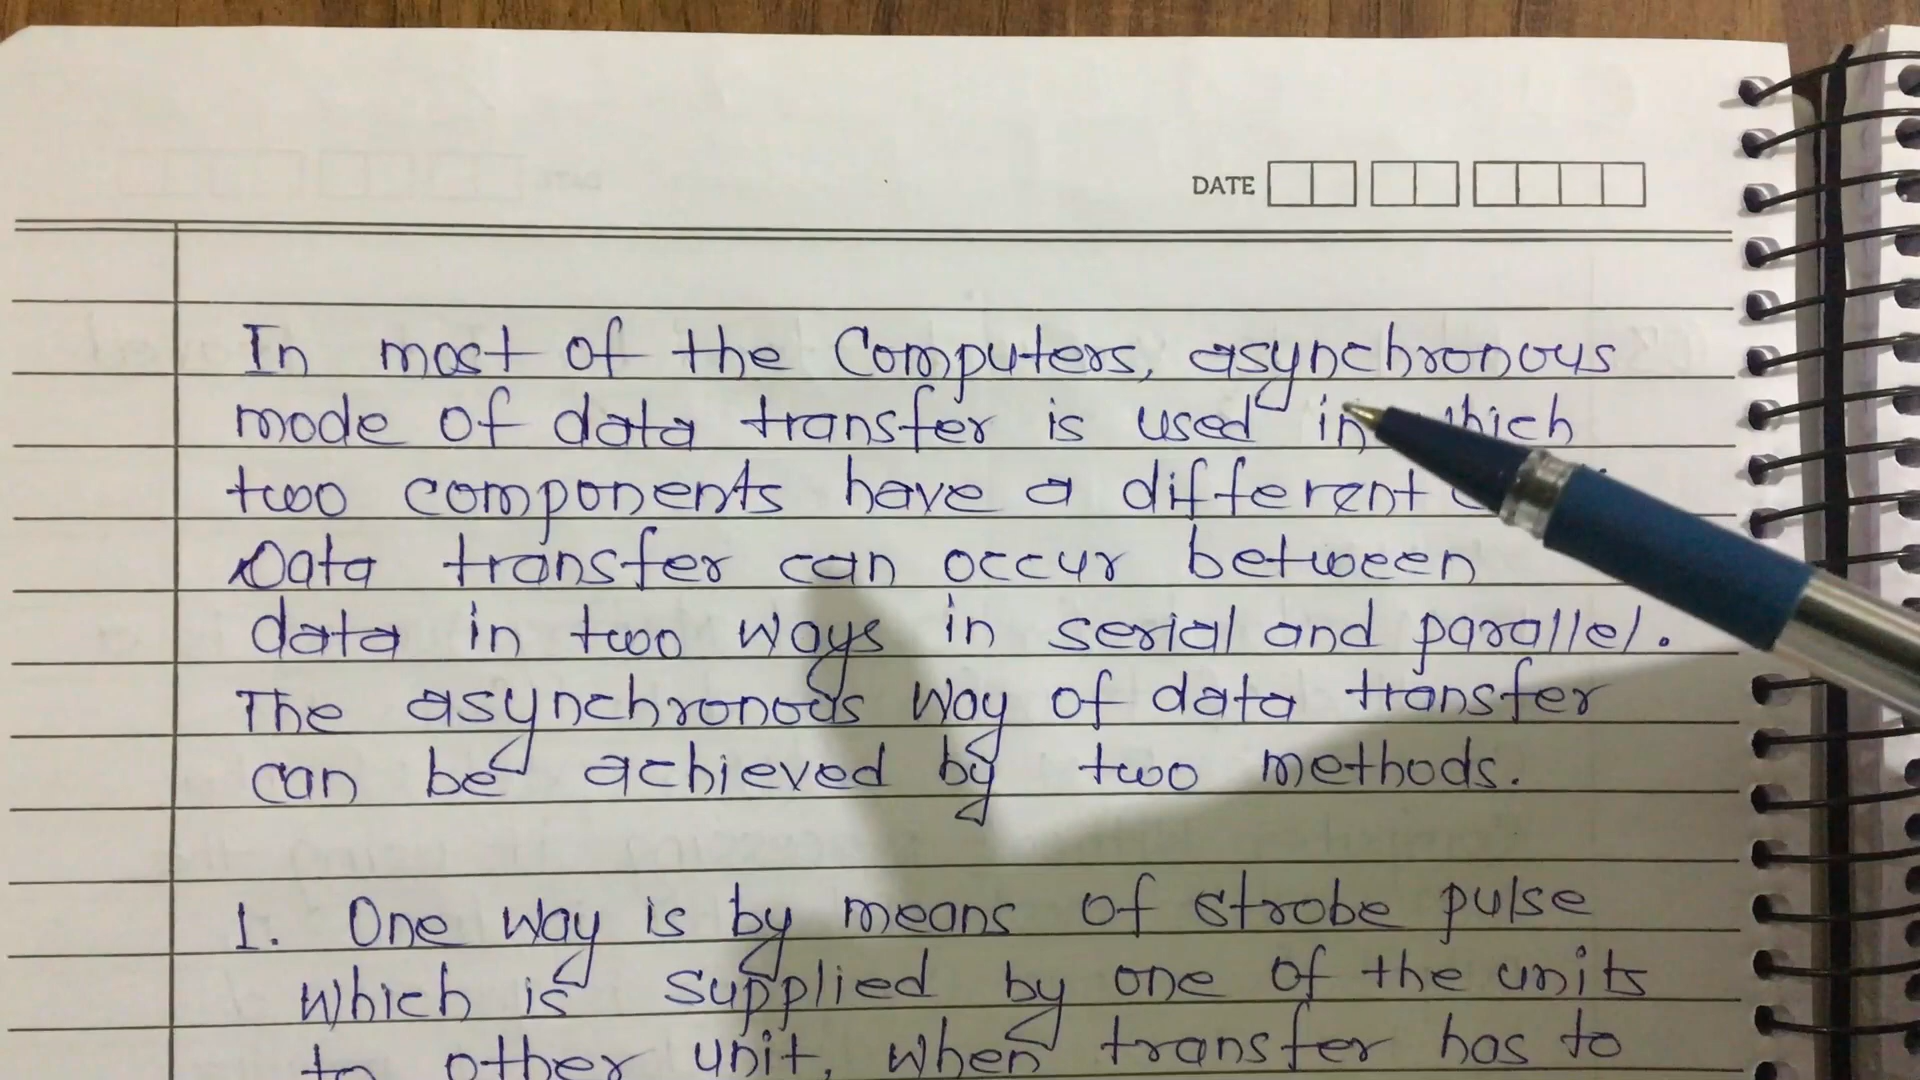 DATE
In most of the Computers, asynchronous
mode of data transfer is used in which
two components have a different
Data transfer can occur between
data in two ways in serial and parallel.
The asynchronous way of data transfer
can be achieved by two methods.
1. One way is by means of strobe pulse
which is supplied by one of the units
to other unit, when transfer has to